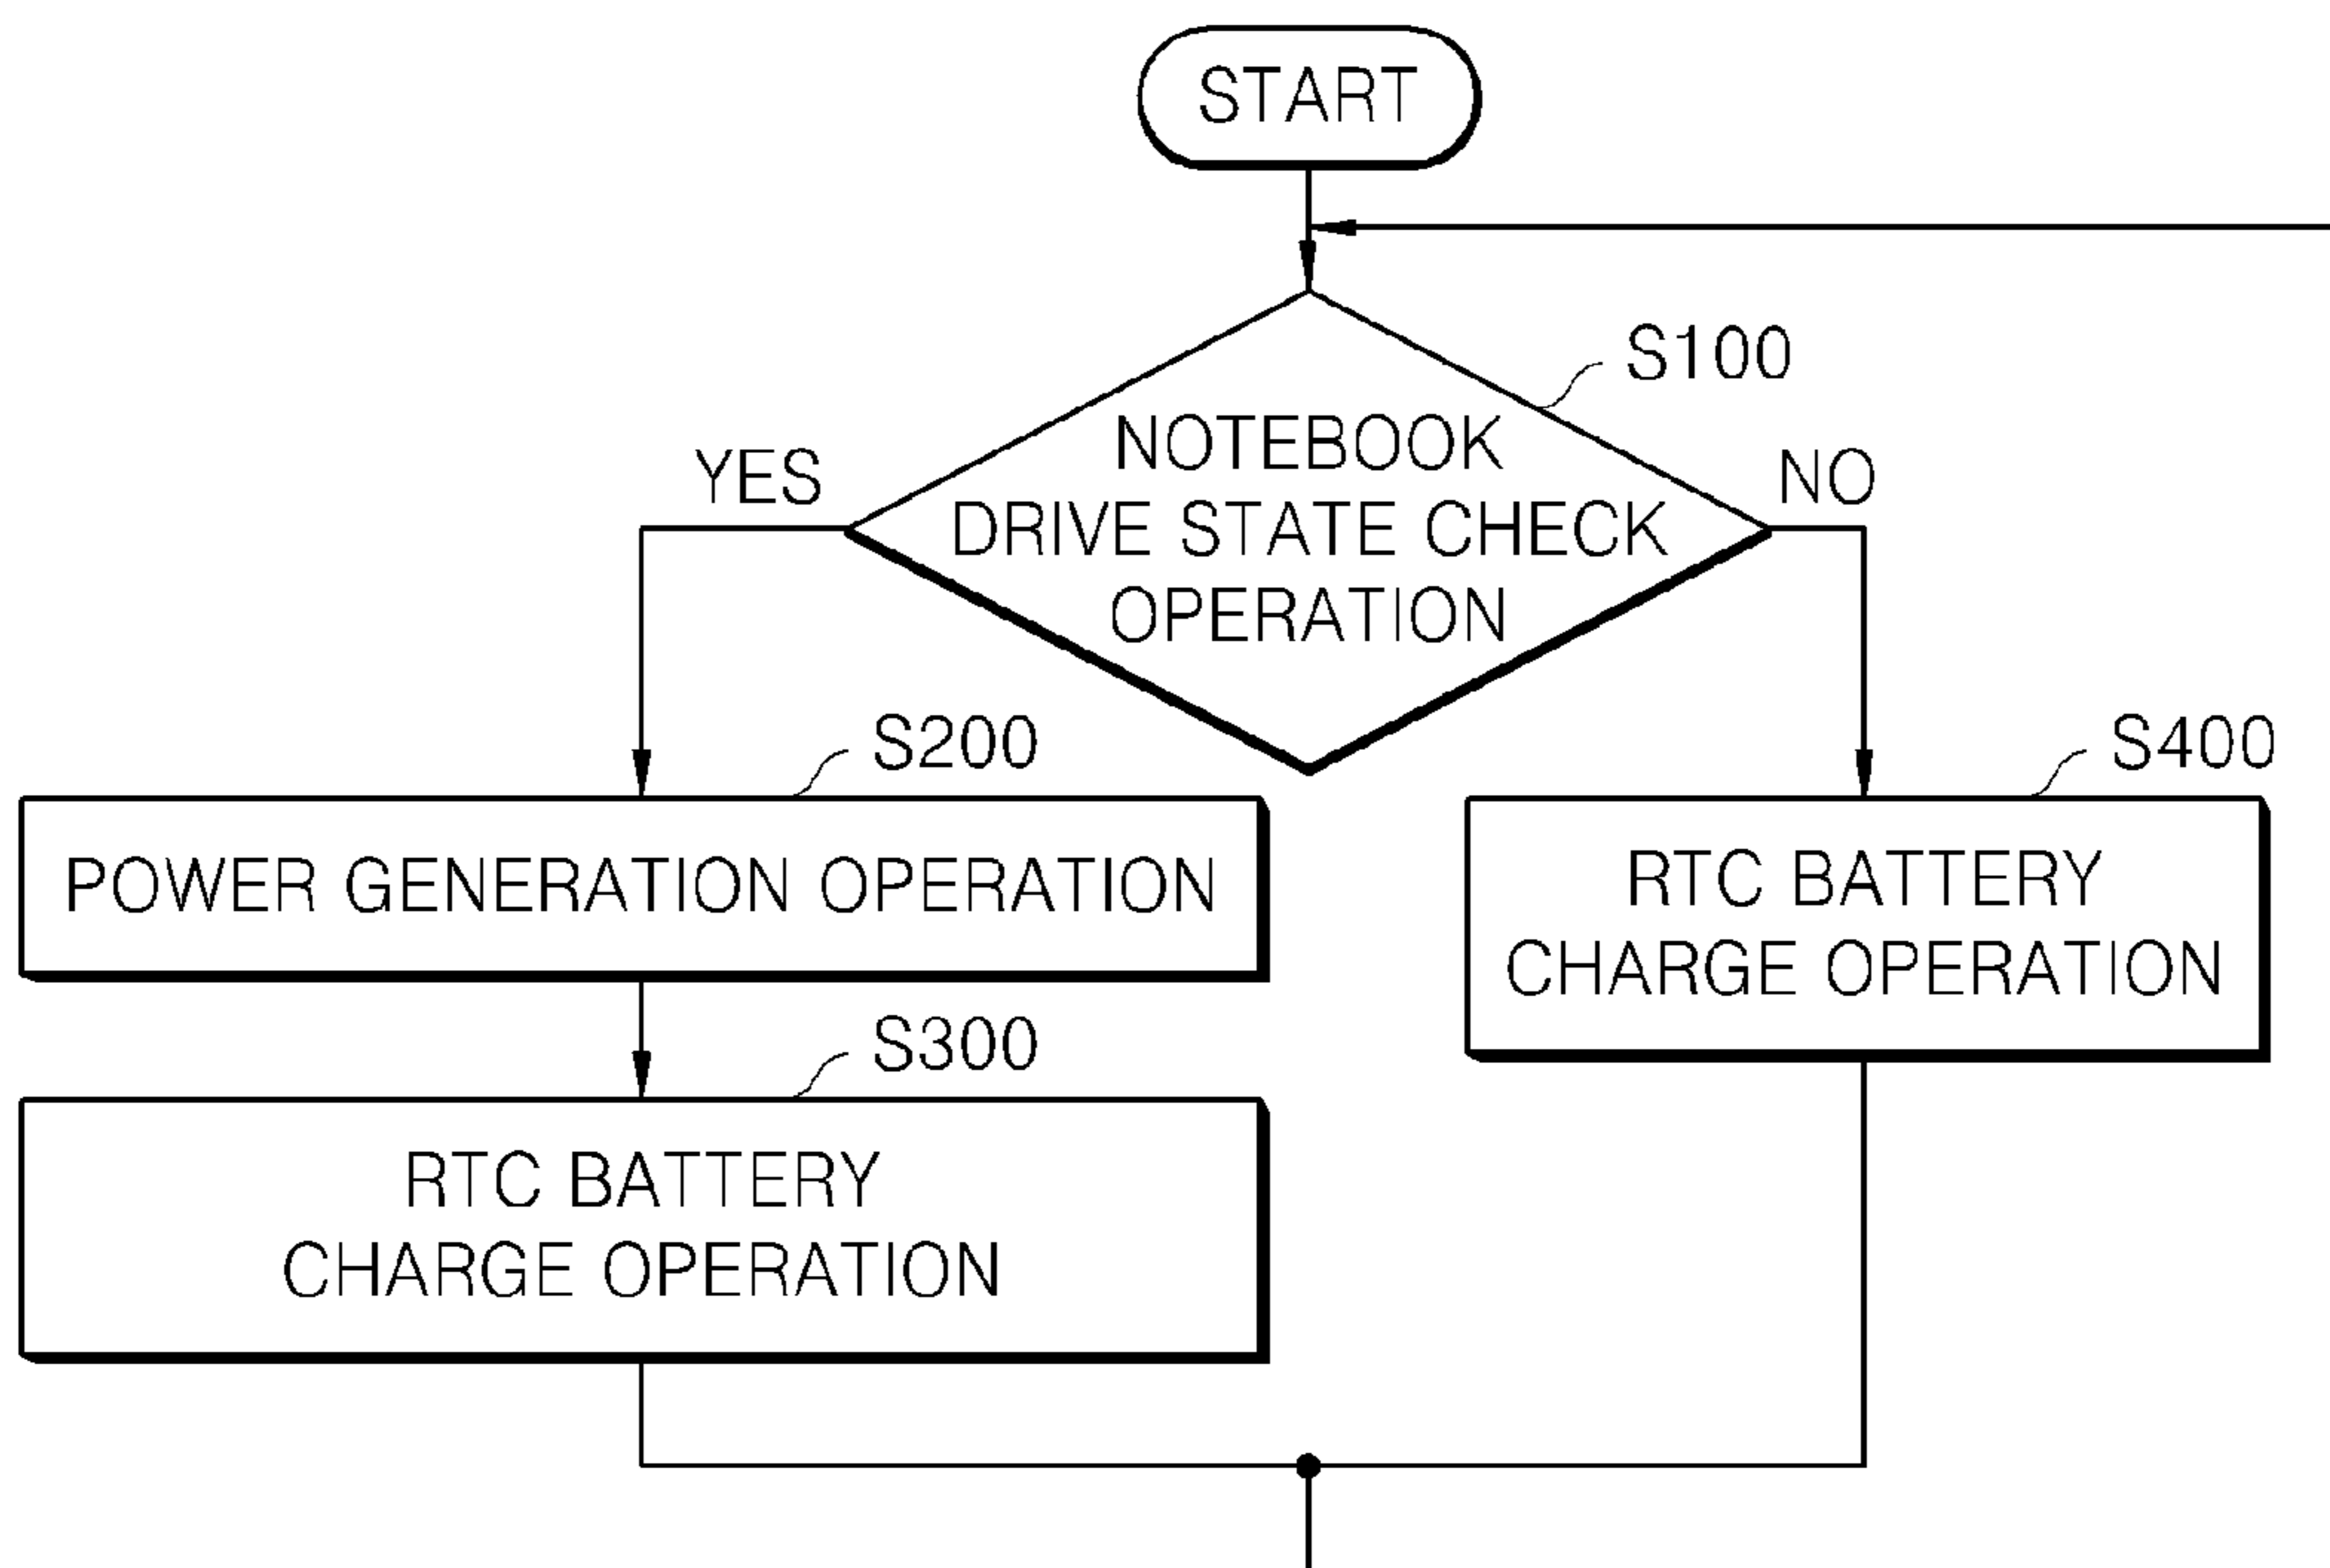 START
S100
NOTEBOOK
DRIVE STATE CHECK
OPERATION
YES
NO
S200
POWER GENERATION OPERATION
S400
RTC BATTERY
CHARGE OPERATION
S300
RTC BATTERY
CHARGE OPERATION